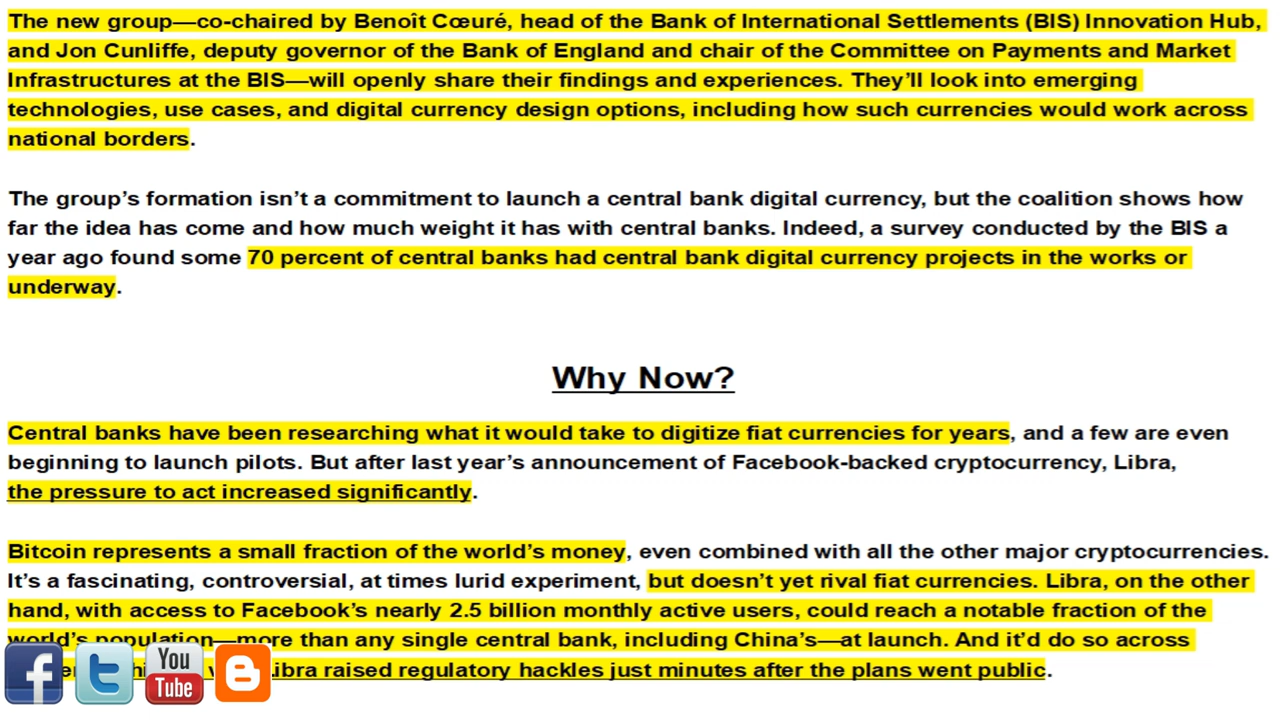 The new group—co-chaired by Benoît Cœuré, head of the Bank of International Settlements (BIS) Innovation Hub,
and Jon Cunliffe, deputy governor of the Bank of England and chair of the Committee on Payments and Market
Infrastructures at the BIS—will openly share their findings and experiences. They'll look into emerging
technologies, use cases, and digital currency design options, including how such currencies would work across
national borders.
The group's formation isn't a commitment to launch a central bank digital currency, but the coalition shows how
far the idea has come and how much weight it has with central banks. Indeed, a survey conducted by the BIS a
year ago found some 70 percent of central banks had central bank digital currency projects in the works or
underway.
Why Now?
Central banks have been researching what it would take to digitize fiat currencies for years, and a few are even
beginning to launch pilots. But after last year's announcement of Facebook-backed cryptocurrency, Libra,
the pressure to act increased significantly.
Bitcoin represents a small fraction of the world's money, even combined with all the other major cryptocurrencies.
It's a fascinating, controversial, at times lurid experiment, but doesn't yet rival fiat currencies. Libra, on the other
hand, with access to Facebook's nearly 2.5 billion monthly active users, could reach a notable fraction of the
world's population—more than any single central bank, including China's—at launch. And it'd do so across
Libra raised regulatory hackles just minutes after the plans went public.
You
Tube